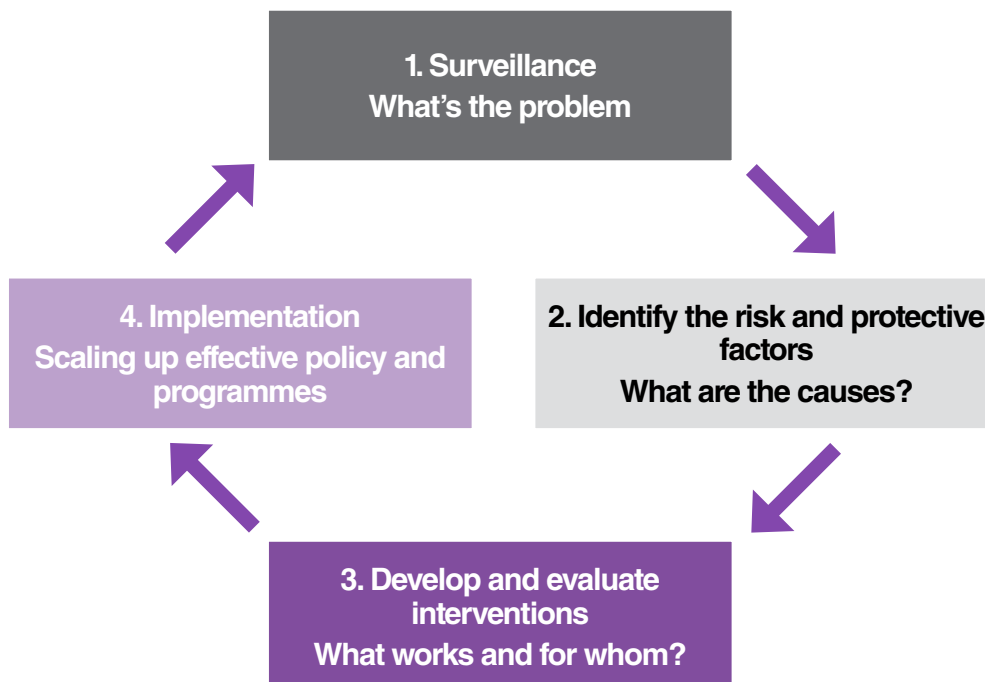 1. Surveillance
What’s the problem
2. Identify the risk and protective
factors
What are the causes?
3. Develop and evaluate
interventions
What works and for whom?
4. Implementation
Scaling up effective policy and
programmes